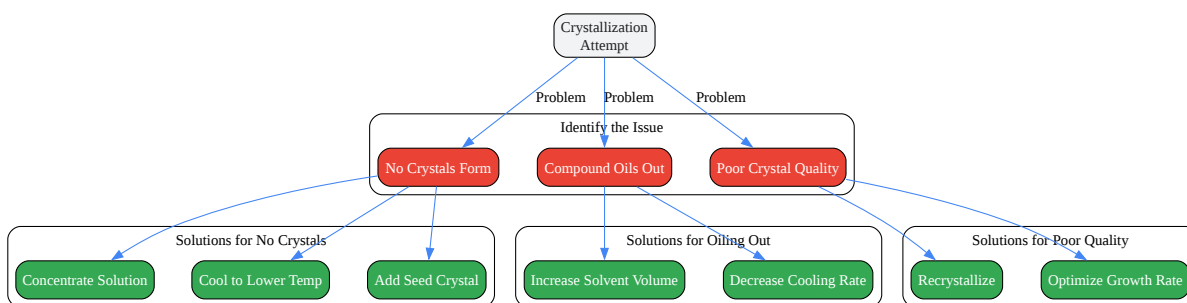 Crystallization
Attempt
Problem
Problem
Problem
Identify the Issue
No Crystals Form
Compound Oils Out
Poor Crystal Quality
Solutions for No Crystals
Solutions for Oiling Out
Solutions for Poor Quality
Concentrate Solution
Cool to Lower Temp
Add Seed Crystal
Increase Solvent Volume
Decrease Cooling Rate
Recrystallize
Optimize Growth Rate